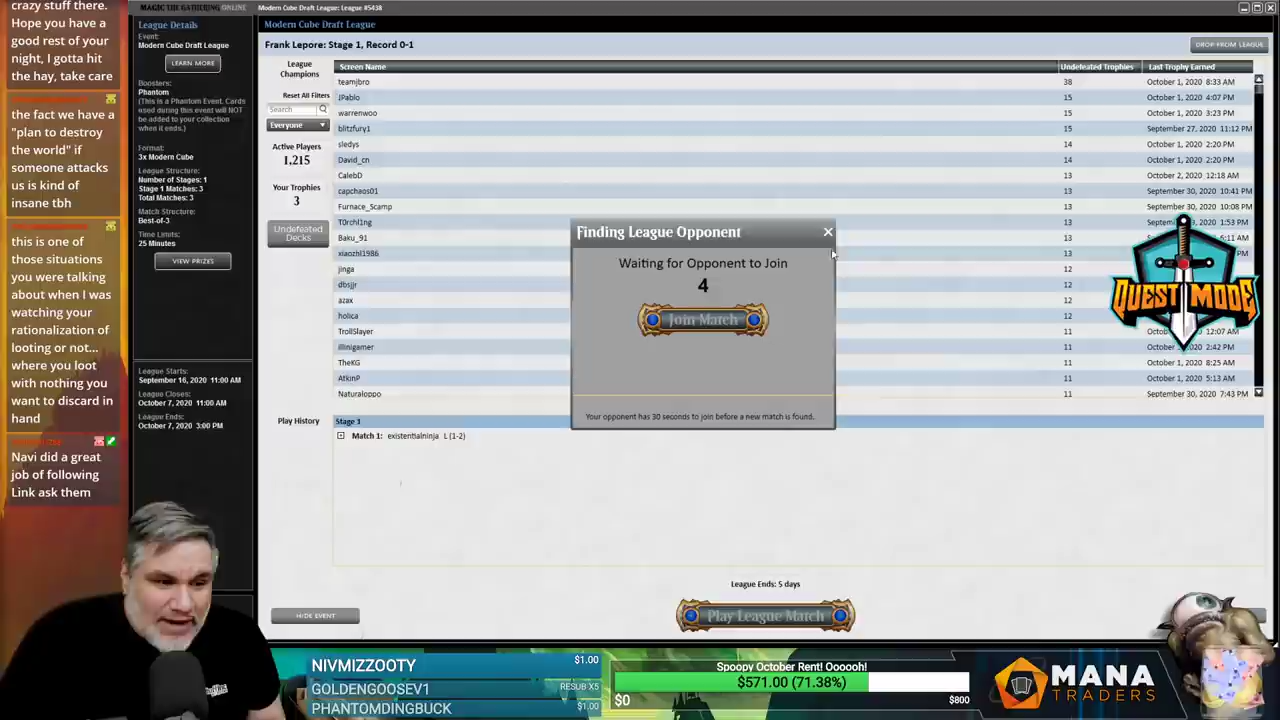 crazy stuff there.
Hope you have a
good rest of your
night, I gotta hit
the hay, take care
the fact we have a
"plan to destroy
the world" if
someone attacks
us is kind of
insane tbh
this is one of
those situations
you were talking
about when I was
watching your
rationalization of
looting or not...
where you loot
with nothing you
want to discard in
hand
Navi did a great
job of following
Link ask them
MAGIC THE GATHERING ONLINE
Modern Cube Draft League: League #5438
League Details
Event:
Modern Cube Draft League
LEARN MORE
Boosters:
Phantom
(This is a Phantom Event. Cards
used during this event will NOT
be added to your collection
when it ends.)
Format:
3x Modern Cube
League Structure:
Number of Stages: 1
Stage 1 Matches: 3
Total Matches: 3
Match Structure:
Best-of-3
Time Limits:
25 Minutes
VIEW PRIZES
League Starts:
September 16, 2020 11:00 AM
League Closes:
October 7, 2020 11:00 AM
League Ends:
October 7, 2020 3:00 PM
Modern Cube Draft League
Frank Lepore: Stage 1, Record 0-1
DROP FROM LEAGUE
League
Champions
Reset All Filters
Search
Everyone
Active Players
1,215
Your Trophies
3
Undefeated
Decks
Screen Name Undefeated Trophies Last Trophy Earned
teamjbro 38 October 1, 2020 8:33 AM
JPablo 15 October 1, 2020 4:07 PM
warrenwoo 15 October 1, 2020 3:23 PM
blitzfury1 15 September 27, 2020 11:12 PM
sledys 14 October 1, 2020 2:20 PM
David_cn 14 October 1, 2020 2:20 PM
CalebD 13 October 2, 2020 12:18 AM
capchaos01 13 September 30, 2020 10:41 PM
Furnace_Scamp 13 September 30, 2020 10:08 PM
T0rchl1ng 13 1:53 PM
Baku_91 13 6:11 AM
xiaozhl1986 13
jinga 12
dbsjjr 12
azax 12
holica 12
TrollSlayer 11 12:07 AM
illinigamer 11 2:42 PM
TheKG 11 October 1, 2020 8:25 AM
AtkinP 11 October 1, 2020 5:13 AM
Naturaloppo 11 September 30, 2020 7:43 PM
Finding League Opponent
Waiting for Opponent to Join
4
Join Match
Your opponent has 30 seconds to join before a new match is found.
QUEST MODE
Play History
Stage 1
Match 1: existentialninja L (1-2)
League Ends: 5 days
HIDE EVENT
Play League Match
NIVMIZZOOTY $1.00
GOLDENGOOSEV1 RESUB X5
PHANTOMDINGBUCK $1.00
Spoopy October Rent! Oooooh!
$571.00 (71.38%)
$0
$800
MANA
TRADERS